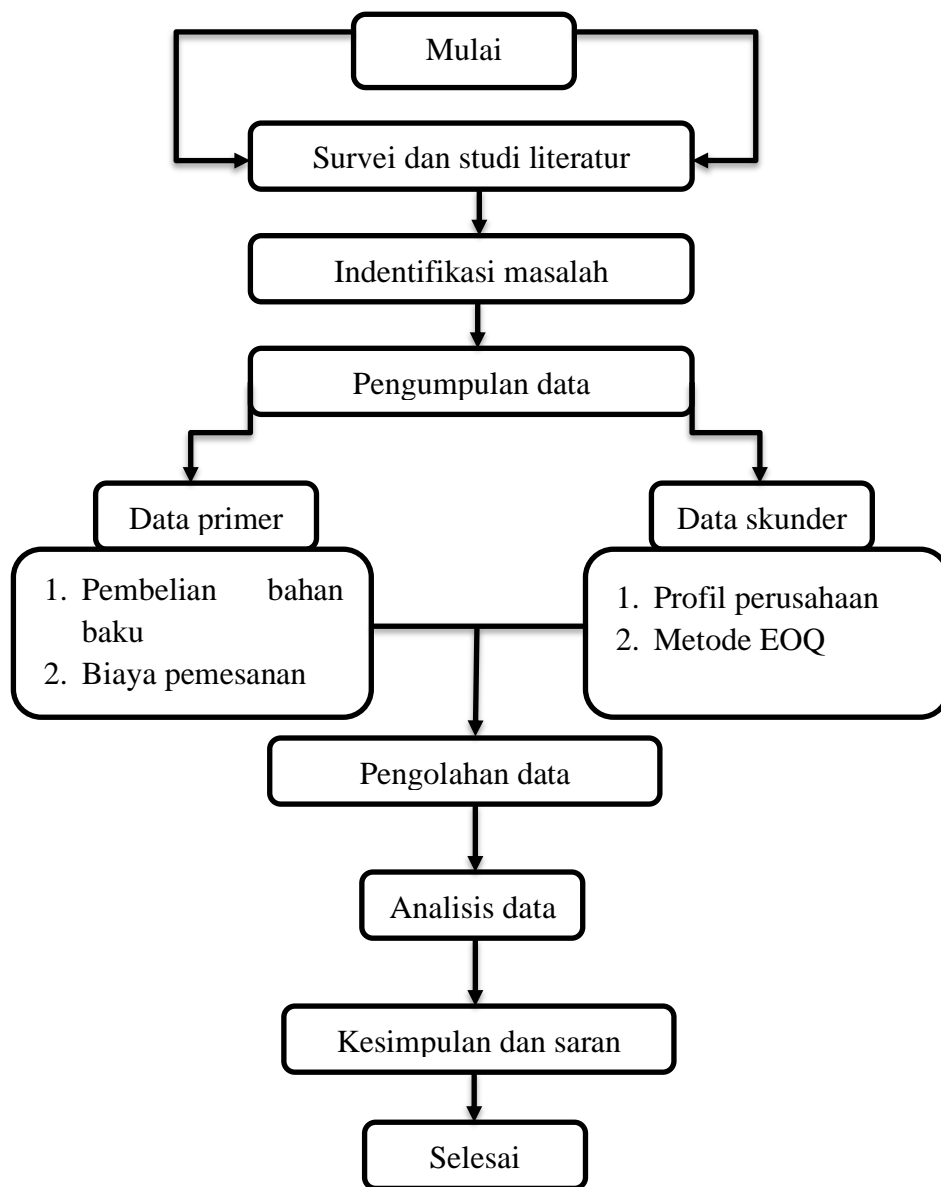 Mulai
Survei dan studi literatur
Indentifikasi masalah
Pengumpulan data
Data primer
1. Pembelian bahan
baku
2. Biaya pemesanan
Data skunder
1. Profil perusahaan
2. Metode EOQ
Pengolahan data
Analisis data
Kesimpulan dan saran
Selesai